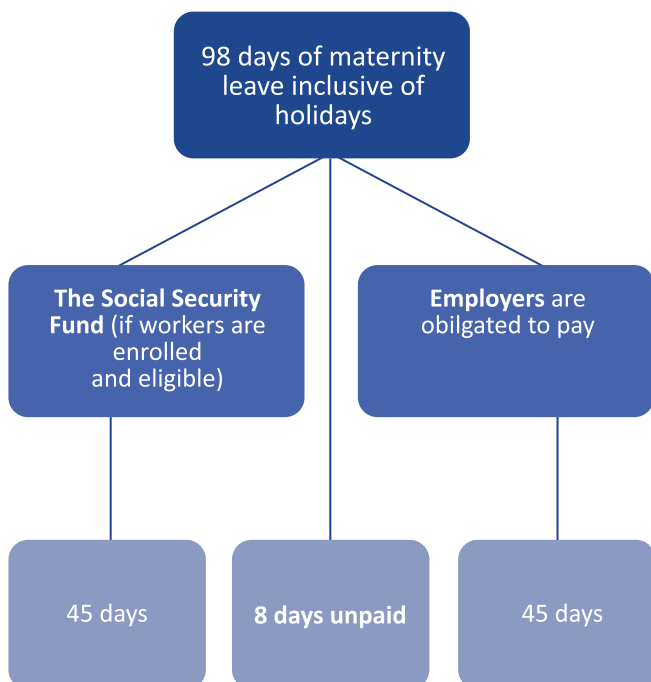 98 days of maternity
leave inclusive of
holidays
The Social Security
Fund (if workers are
enrolled
and eligible)
Employers are
obilgated to pay
45 days
8 days unpaid
45 days